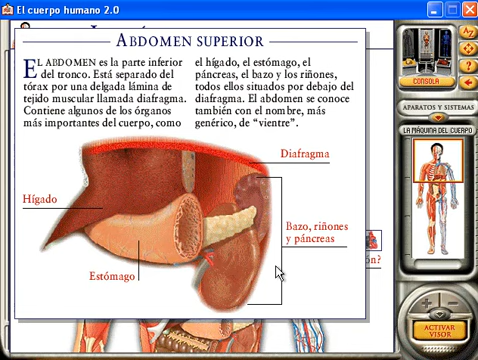 El cuerpo humano 2.0
ABDOMEN SUPERIOR
EL ABDOMEN es la parte inferior
del tronco. Está separado del
tórax por una delgada lámina de
tejido muscular llamada diafragma.
Contiene algunos de los órganos
más importantes del cuerpo, como
el hígado, el estómago, el
páncreas, el bazo y los riñones,
todos ellos situados por debajo del
diafragma. El abdomen se conoce
también con el nombre, más
genérico, de “vientre”.
Diafragma
Hígado
Bazo, riñones
y páncreas
Estómago
ón?
CONSOLA
APARATOS Y SISTEMAS
LA MÁQUINA DEL CUERPO
ACTIVAR
VISOR
A-Z
?